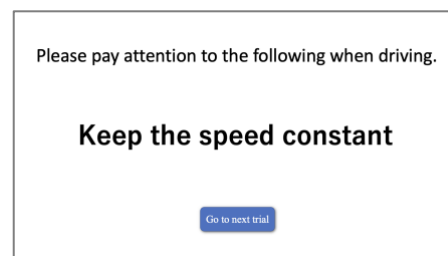 Please pay attention to the following when driving.
Keep the speed constant
Go to next trial